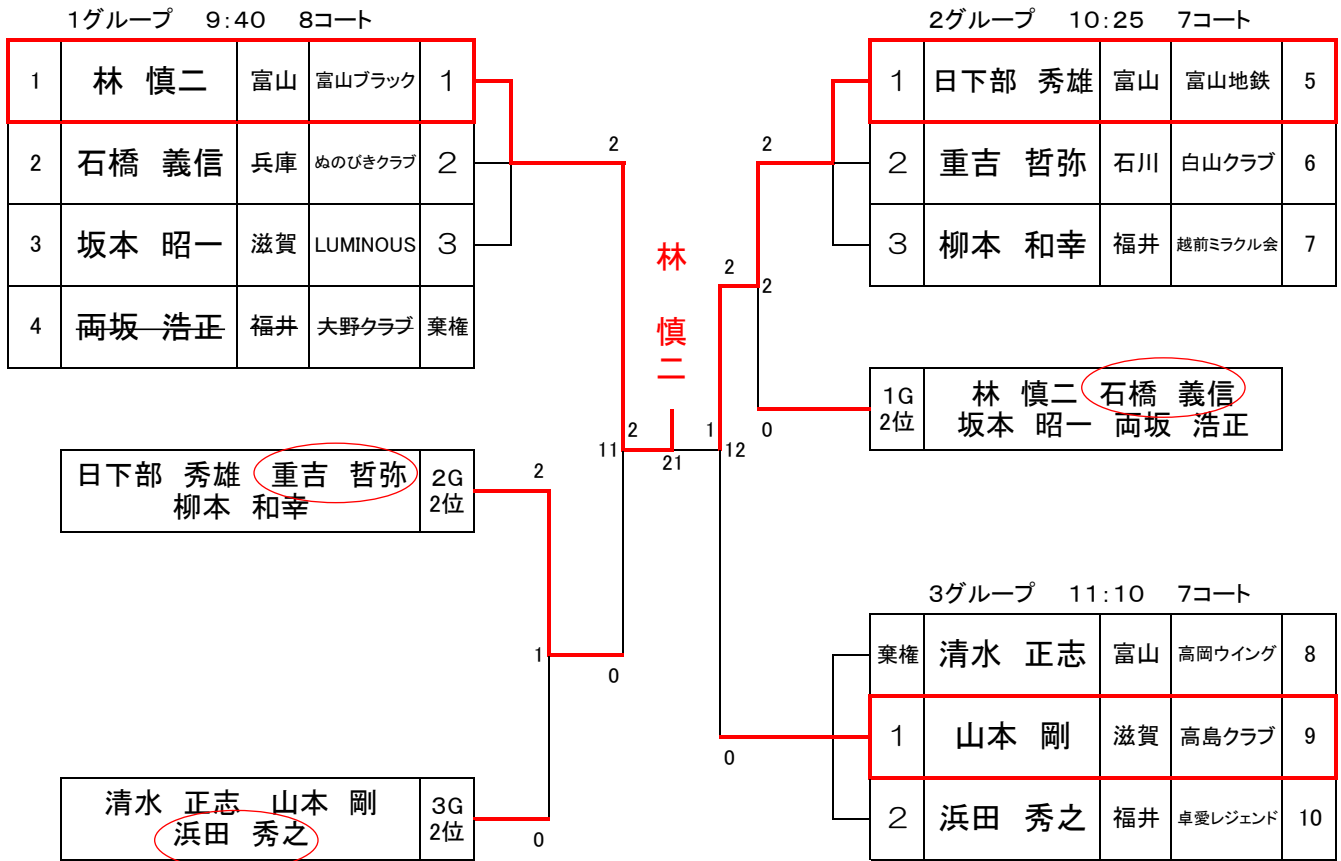 1グループ 9:40 8コート
1 林 慎二 富山 富山ブラック 1
2 石橋 義信 兵庫 ぬのびきクラブ 2
3 坂本 昭一 滋賀 LUMINOUS 3
4 両坂 浩正 福井 大野クラブ 棄権
2グループ 10:25 7コート
1 日下部 秀雄 富山 富山地鉄 5
2 重吉 哲弥 石川 白山クラブ 6
3 柳本 和幸 福井 越前ミラクル会 7
2
2
林 慎二
2
2
1G 2位 林 慎二 石橋 義信
坂本 昭一 両坂 浩正
0
11
2
21
1
12
日下部 秀雄 重吉 哲弥
柳本 和幸
2G
2位
2
1
0
清水 正志 山本 剛
浜田 秀之
3G
2位
0
3グループ 11:10 7コート
棄権 清水 正志 富山 高岡ウイング 8
1 山本 剛 滋賀 高島クラブ 9
2 浜田 秀之 福井 卓愛レジェンド 10
0